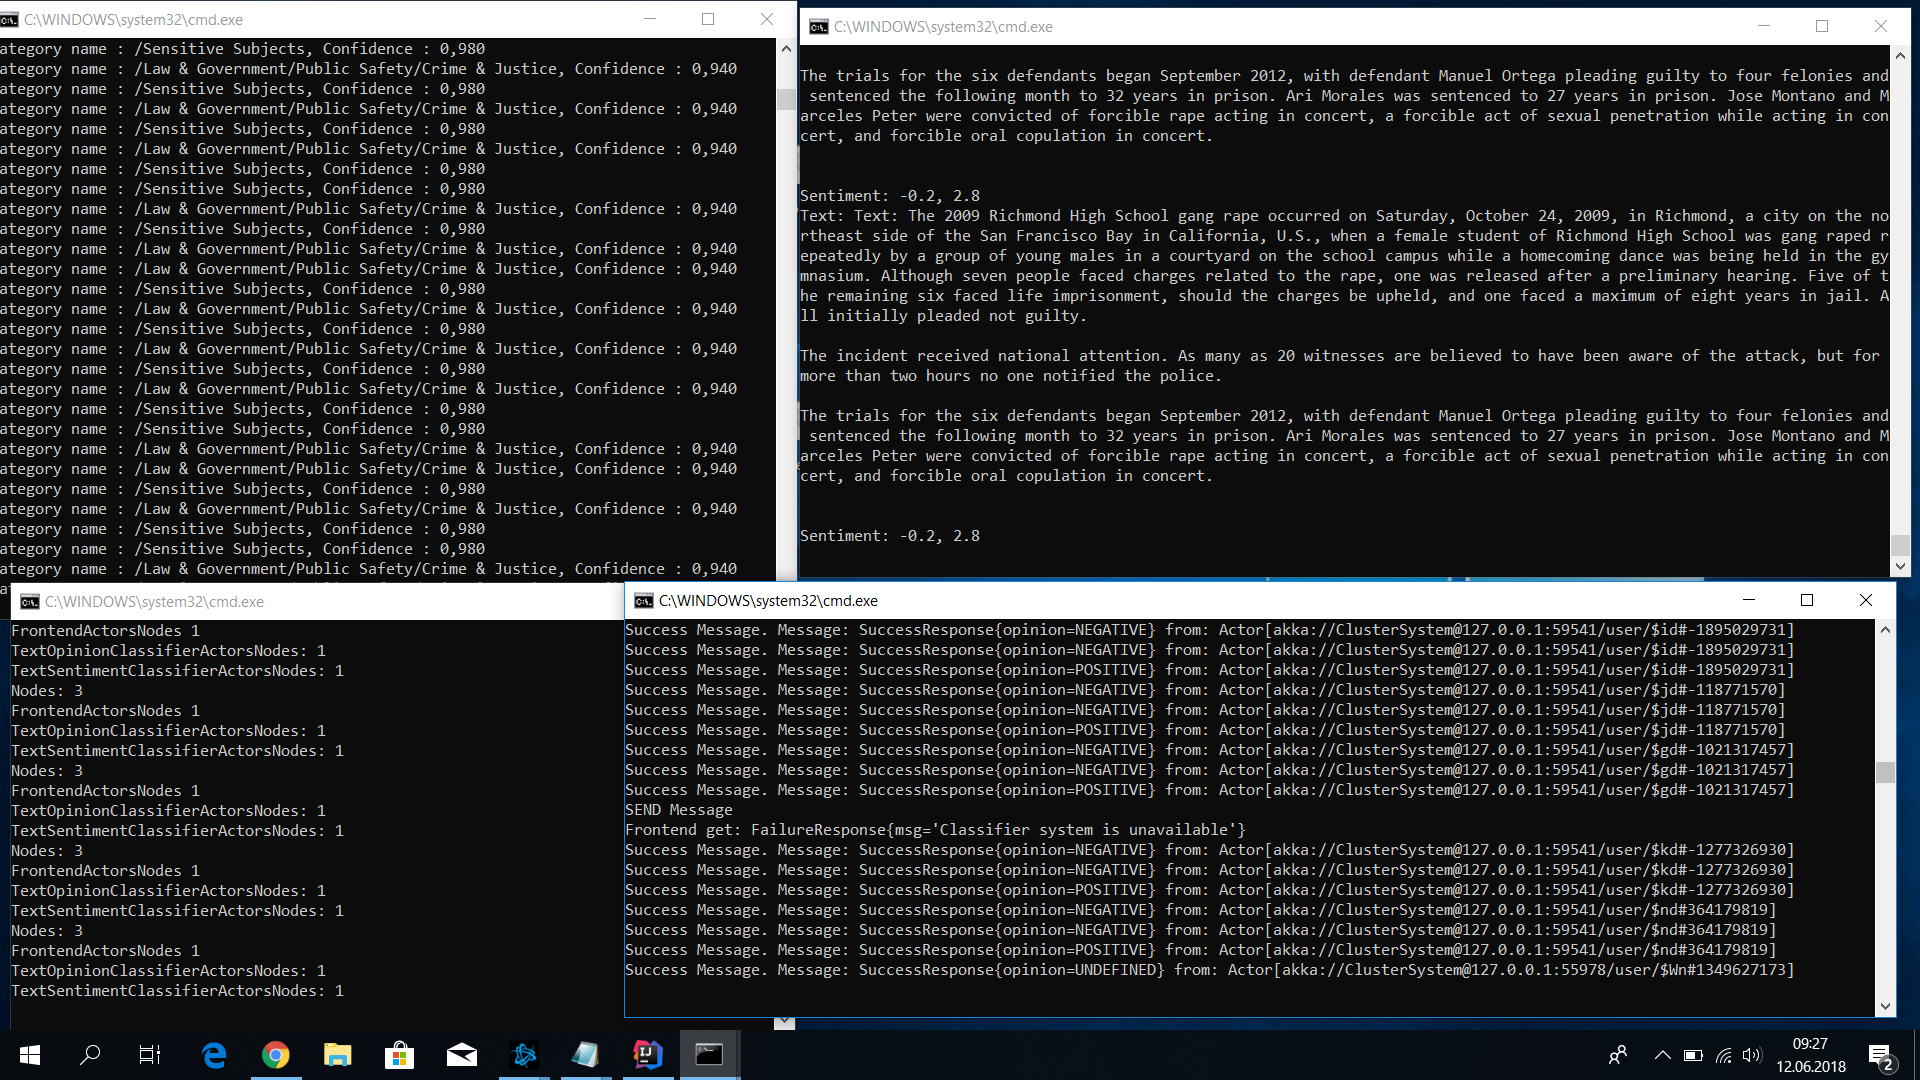 C:\WINDOWS\system32\cmd.exe
ategory name : /Sensitive Subjects, Confidence : 0,980
ategory name : /Law & Government/Public Safety/Crime & Justice, Confidence : 0,940
ategory name : /Sensitive Subjects, Confidence : 0,980
ategory name : /Law & Government/Public Safety/Crime & Justice, Confidence : 0,940
ategory name : /Sensitive Subjects, Confidence : 0,980
ategory name : /Law & Government/Public Safety/Crime & Justice, Confidence : 0,940
ategory name : /Sensitive Subjects, Confidence : 0,980
ategory name : /Sensitive Subjects, Confidence : 0,980
ategory name : /Law & Government/Public Safety/Crime & Justice, Confidence : 0,940
ategory name : /Sensitive Subjects, Confidence : 0,980
ategory name : /Law & Government/Public Safety/Crime & Justice, Confidence : 0,940
ategory name : /Law & Government/Public Safety/Crime & Justice, Confidence : 0,940
ategory name : /Sensitive Subjects, Confidence : 0,980
ategory name : /Law & Government/Public Safety/Crime & Justice, Confidence : 0,940
ategory name : /Sensitive Subjects, Confidence : 0,980
ategory name : /Law & Government/Public Safety/Crime & Justice, Confidence : 0,940
ategory name : /Sensitive Subjects, Confidence : 0,980
ategory name : /Law & Government/Public Safety/Crime & Justice, Confidence : 0,940
ategory name : /Sensitive Subjects, Confidence : 0,980
ategory name : /Sensitive Subjects, Confidence : 0,980
ategory name : /Law & Government/Public Safety/Crime & Justice, Confidence : 0,940
ategory name : /Law & Government/Public Safety/Crime & Justice, Confidence : 0,940
ategory name : /Sensitive Subjects, Confidence : 0,980
ategory name : /Law & Government/Public Safety/Crime & Justice, Confidence : 0,940
ategory name : /Sensitive Subjects, Confidence : 0,980
ategory name : /Sensitive Subjects, Confidence : 0,980
ategory name : /Law & Government/Public Safety/Crime & Justice, Confidence : 0,940
C:\WINDOWS\system32\cmd.exe
The trials for the six defendants began September 2012, with defendant Manuel Ortega pleading guilty to four felonies and
sentenced the following month to 32 years in prison. Ari Morales was sentenced to 27 years in prison. Jose Montano and M
arceles Peter were convicted of forcible rape acting in concert, a forcible act of sexual penetration while acting in con
cert, and forcible oral copulation in concert.
Sentiment: -0.2, 2.8
Text: Text: The 2009 Richmond High School gang rape occurred on Saturday, October 24, 2009, in Richmond, a city on the no
rtheast side of the San Francisco Bay in California, U.S., when a female student of Richmond High School was gang raped r
epeatedly by a group of young males in a courtyard on the school campus while a homecoming dance was being held in the gy
mnasium. Although seven people faced charges related to the rape, one was released after a preliminary hearing. Five of t
he remaining six faced life imprisonment, should the charges be upheld, and one faced a maximum of eight years in jail. A
ll initially pleaded not guilty.
The incident received national attention. As many as 20 witnesses are believed to have been aware of the attack, but for
more than two hours no one notified the police.
The trials for the six defendants began September 2012, with defendant Manuel Ortega pleading guilty to four felonies and
sentenced the following month to 32 years in prison. Ari Morales was sentenced to 27 years in prison. Jose Montano and M
arceles Peter were convicted of forcible rape acting in concert, a forcible act of sexual penetration while acting in con
cert, and forcible oral copulation in concert.
Sentiment: -0.2, 2.8
C:\WINDOWS\system32\cmd.exe
FrontendActorsNodes 1
TextOpinionClassifierActorsNodes: 1
TextSentimentClassifierActorsNodes: 1
Nodes: 3
FrontendActorsNodes 1
TextOpinionClassifierActorsNodes: 1
TextSentimentClassifierActorsNodes: 1
Nodes: 3
FrontendActorsNodes 1
TextOpinionClassifierActorsNodes: 1
TextSentimentClassifierActorsNodes: 1
Nodes: 3
FrontendActorsNodes 1
TextOpinionClassifierActorsNodes: 1
TextSentimentClassifierActorsNodes: 1
Nodes: 3
FrontendActorsNodes 1
TextOpinionClassifierActorsNodes: 1
TextSentimentClassifierActorsNodes: 1
C:\WINDOWS\system32\cmd.exe
Success Message. Message: SuccessResponse{opinion=NEGATIVE} from: Actor[akka://ClusterSystem@127.0.0.1:59541/user/$id#-1895029731]
Success Message. Message: SuccessResponse{opinion=NEGATIVE} from: Actor[akka://ClusterSystem@127.0.0.1:59541/user/$id#-1895029731]
Success Message. Message: SuccessResponse{opinion=POSITIVE} from: Actor[akka://ClusterSystem@127.0.0.1:59541/user/$id#-1895029731]
Success Message. Message: SuccessResponse{opinion=NEGATIVE} from: Actor[akka://ClusterSystem@127.0.0.1:59541/user/$jd#-118771570]
Success Message. Message: SuccessResponse{opinion=NEGATIVE} from: Actor[akka://ClusterSystem@127.0.0.1:59541/user/$jd#-118771570]
Success Message. Message: SuccessResponse{opinion=POSITIVE} from: Actor[akka://ClusterSystem@127.0.0.1:59541/user/$jd#-118771570]
Success Message. Message: SuccessResponse{opinion=NEGATIVE} from: Actor[akka://ClusterSystem@127.0.0.1:59541/user/$gd#-1021317457]
Success Message. Message: SuccessResponse{opinion=NEGATIVE} from: Actor[akka://ClusterSystem@127.0.0.1:59541/user/$gd#-1021317457]
Success Message. Message: SuccessResponse{opinion=POSITIVE} from: Actor[akka://ClusterSystem@127.0.0.1:59541/user/$gd#-1021317457]
SEND Message
Frontend get: FailureResponse{msg='Classifier system is unavailable'}
Success Message. Message: SuccessResponse{opinion=NEGATIVE} from: Actor[akka://ClusterSystem@127.0.0.1:59541/user/$kd#-1277326930]
Success Message. Message: SuccessResponse{opinion=NEGATIVE} from: Actor[akka://ClusterSystem@127.0.0.1:59541/user/$kd#-1277326930]
Success Message. Message: SuccessResponse{opinion=POSITIVE} from: Actor[akka://ClusterSystem@127.0.0.1:59541/user/$kd#-1277326930]
Success Message. Message: SuccessResponse{opinion=NEGATIVE} from: Actor[akka://ClusterSystem@127.0.0.1:59541/user/$nd#364179819]
Success Message. Message: SuccessResponse{opinion=NEGATIVE} from: Actor[akka://ClusterSystem@127.0.0.1:59541/user/$nd#364179819]
Success Message. Message: SuccessResponse{opinion=POSITIVE} from: Actor[akka://ClusterSystem@127.0.0.1:59541/user/$nd#364179819]
Success Message. Message: SuccessResponse{opinion=UNDEFINED} from: Actor[akka://ClusterSystem@127.0.0.1:55978/user/$Wn#1349627173]
09:27
12.06.2018
2